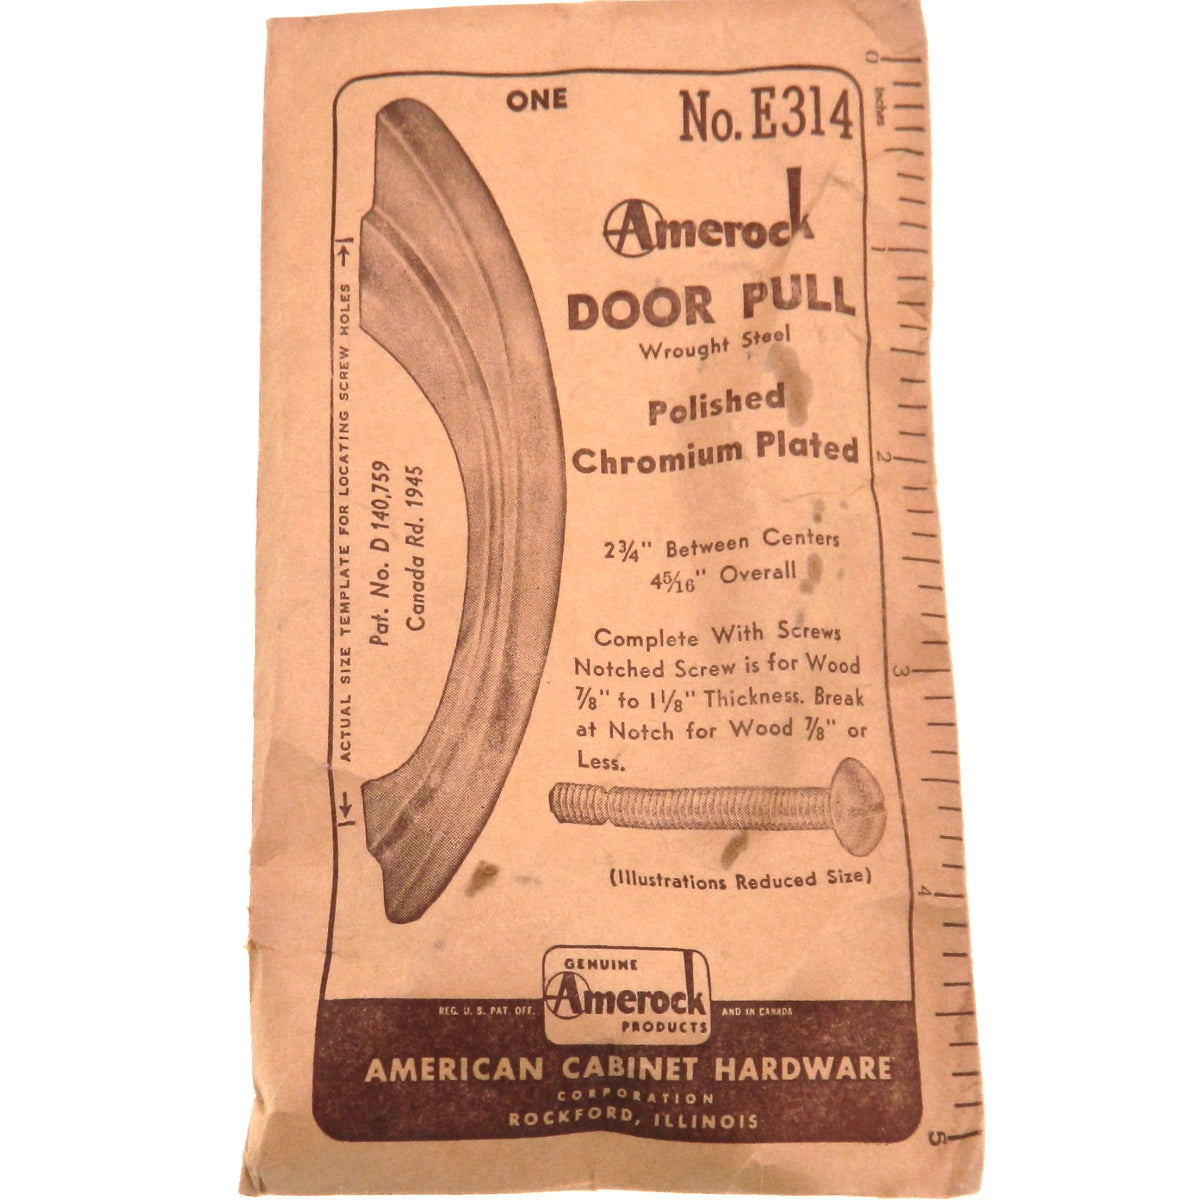 ONE
No. E314
Amerock
DOOR PULL
Wrought Steel
Polished
Chromium Plated
2¾" Between Centers
4 5/16" Overall
Complete With Screws
Notched Screw is for Wood
⅞" to 1⅛" Thickness. Break
at Notch for Wood ⅞" or
Less.
(Illustrations Reduced Size)
ACTUAL SIZE TEMPLATE FOR LOCATING SCREW HOLES
Pat. No. D 140,759
Canada Rd. 1945
GENUINE
Amerock
PRODUCTS
REG. U. S. PAT. OFF.
AND IN CANADA
AMERICAN CABINET HARDWARE
CORPORATION
ROCKFORD, ILLINOIS
0 Inches
1
2
3
4
5